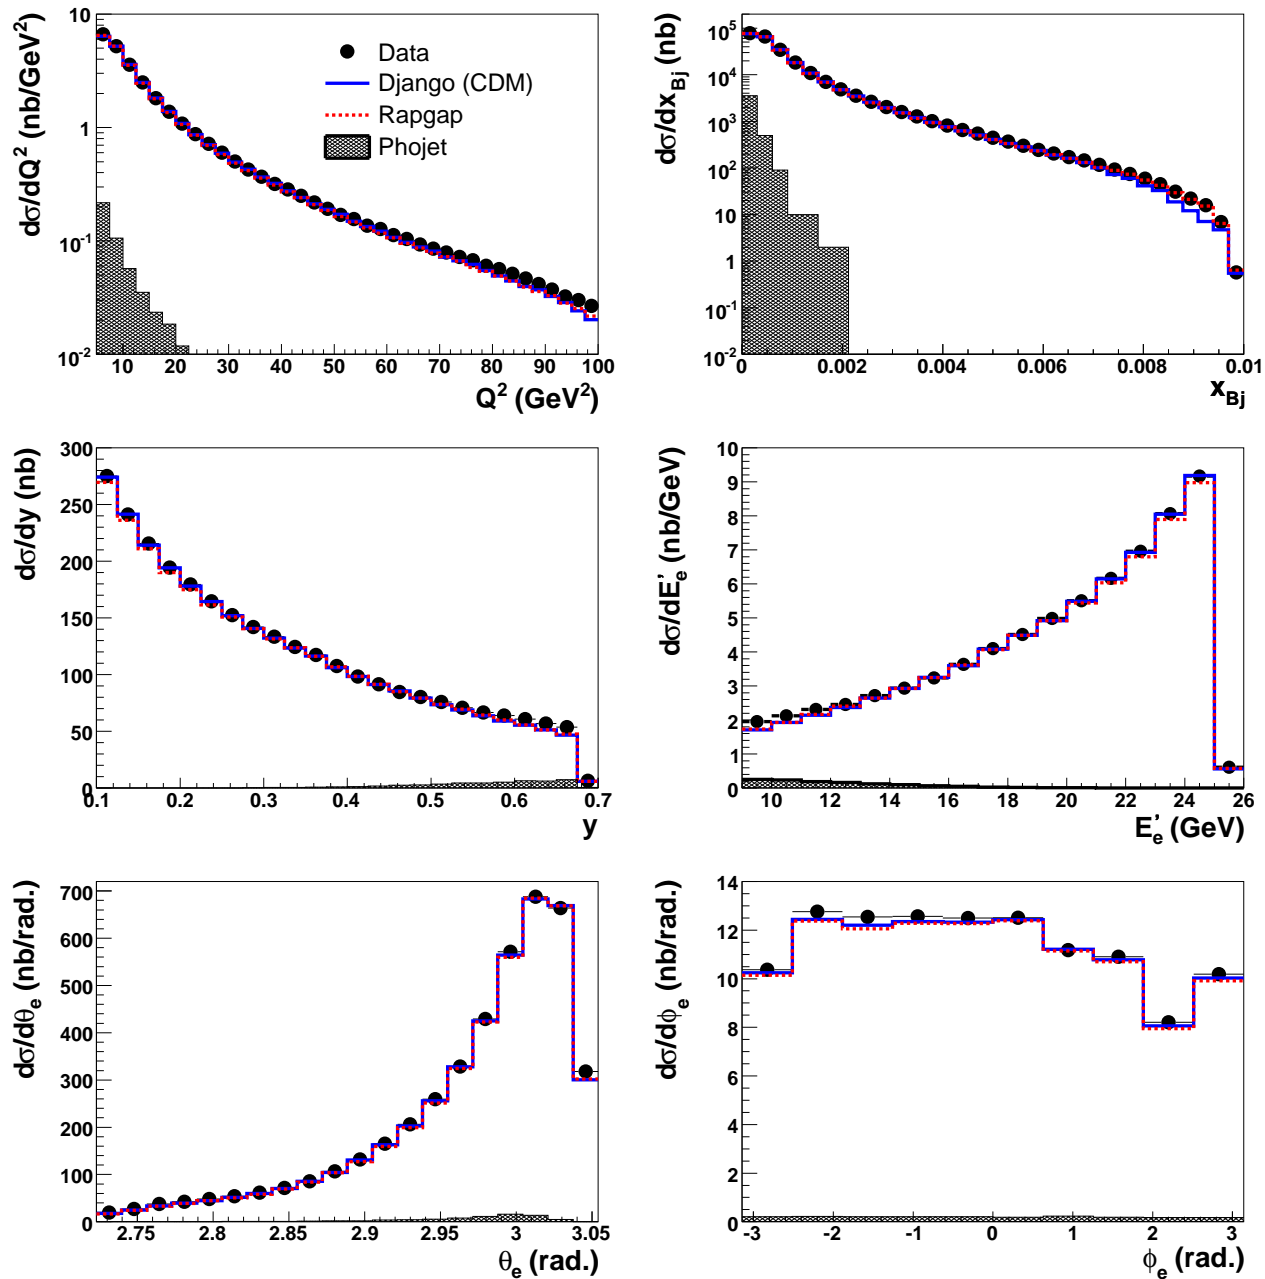 dσ/dQ² (nb/GeV²)
10
1
10⁻¹
10⁻²
Data
Django (CDM)
Rapgap
Phojet
10 20 30 40 50 60 70 80 90 100
Q² (GeV²)
dσ/dx_Bj (nb)
10⁵
10⁴
10³
10²
10
1
10⁻¹
10⁻²
0 0.002 0.004 0.006 0.008 0.01
x_Bj
dσ/dy (nb)
300
250
200
150
100
50
0
0.1 0.2 0.3 0.4 0.5 0.6 0.7
y
dσ/dE'_e (nb/GeV)
10
9
8
7
6
5
4
3
2
1
0
10 12 14 16 18 20 22 24 26
E'_e (GeV)
dσ/dθ_e (nb/rad.)
700
600
500
400
300
200
100
0
2.75 2.8 2.85 2.9 2.95 3 3.05
θ_e (rad.)
dσ/dϕ_e (nb/rad.)
14
12
10
8
6
4
2
0
-3 -2 -1 0 1 2 3
ϕ_e (rad.)